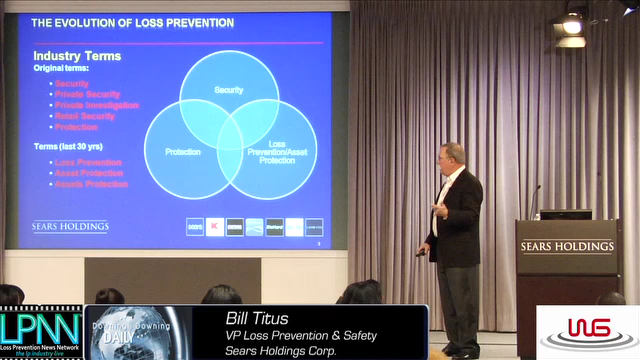 THE EVOLUTION OF LOSS PREVENTION
Industry Terms
Original terms:
• Security
• Private Security
• Private Investigation
• Retail Security
• Protection
Terms (last 30 yrs)
• Loss Prevention
• Asset Protection
• Assets Protection
Security
Protection
Loss
Prevention/Asset
Protection
SEARS HOLDINGS
SEARS HOLDINGS
LPNN
Loss Prevention News Network
the lp industry live
DAILY
Bill Titus
VP Loss Prevention & Safety
Sears Holdings Corp.